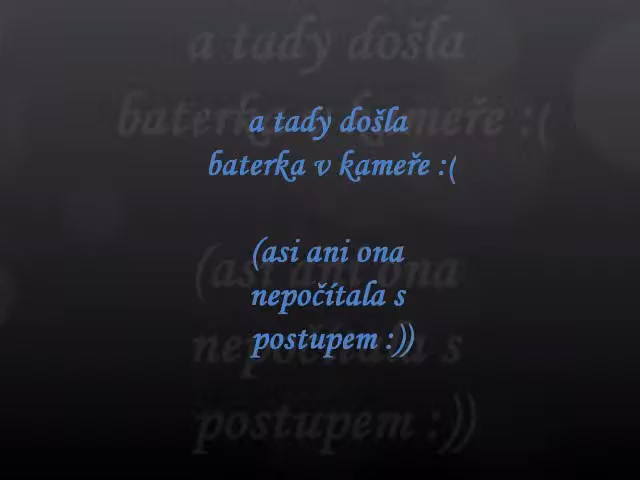 a tady došla
baterka v kameře :(
(asi ani ona
nepočítala s
postupem :))